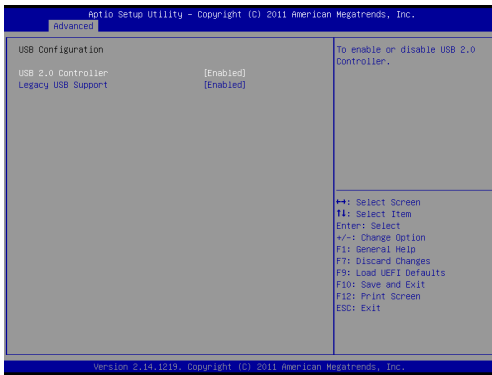 Aptio Setup Utility – Copyright (C) 2011 American Megatrends, Inc.
Advanced
USB Configuration
USB 2.0 Controller [Enabled]
Legacy USB Support [Enabled]
To enable or disable USB 2.0
Controller.
↔: Select Screen
↑↓: Select Item
Enter: Select
+/-: Change Option
F1: General Help
F7: Discard Changes
F9: Load UEFI Defaults
F10: Save and Exit
F12: Print Screen
ESC: Exit
Version 2.14.1219. Copyright (C) 2011 American Megatrends, Inc.